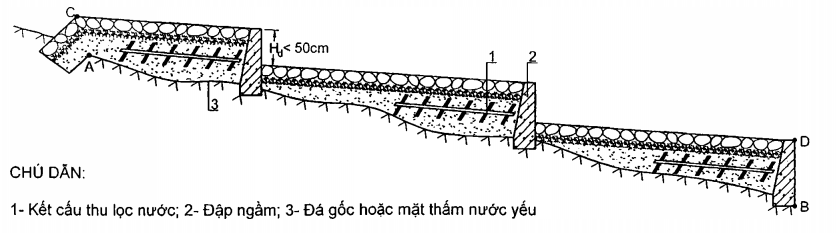 C
H_d< 50cm
1
2
A
3
D
B
CHÚ DẪN:
1- Kết cấu thu lọc nước; 2- Đập ngầm; 3- Đá gốc hoặc mặt thấm nước yếu